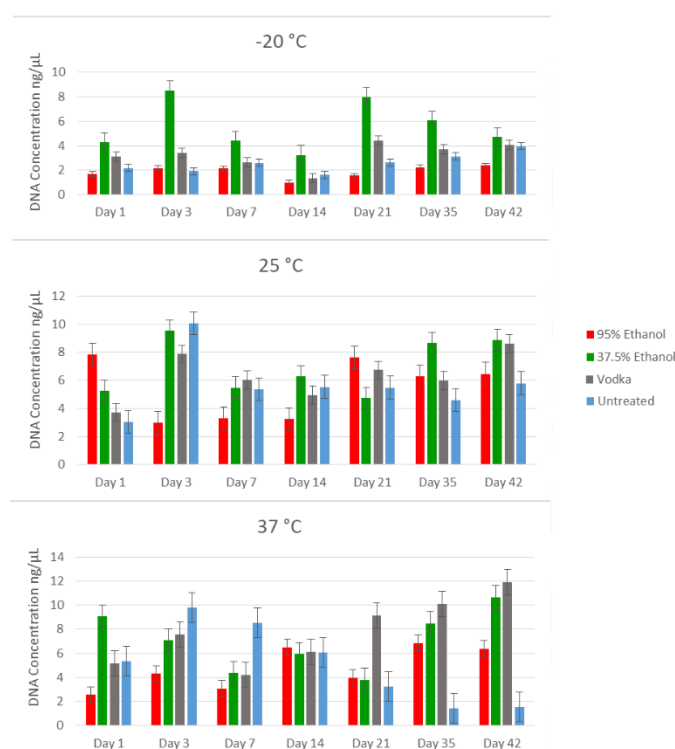 -20 °C
DNA Concentration ng/µL
10
8
6
4
2
0
Day 1 Day 3 Day 7 Day 14 Day 21 Day 35 Day 42
25 °C
DNA Concentration ng/µL
12
10
8
6
4
2
0
Day 1 Day 3 Day 7 Day 14 Day 21 Day 35 Day 42
95% Ethanol
37.5% Ethanol
Vodka
Untreated
37 °C
DNA Concentration ng/µL
14
12
10
8
6
4
2
0
Day 1 Day 3 Day 7 Day 14 Day 21 Day 35 Day 42